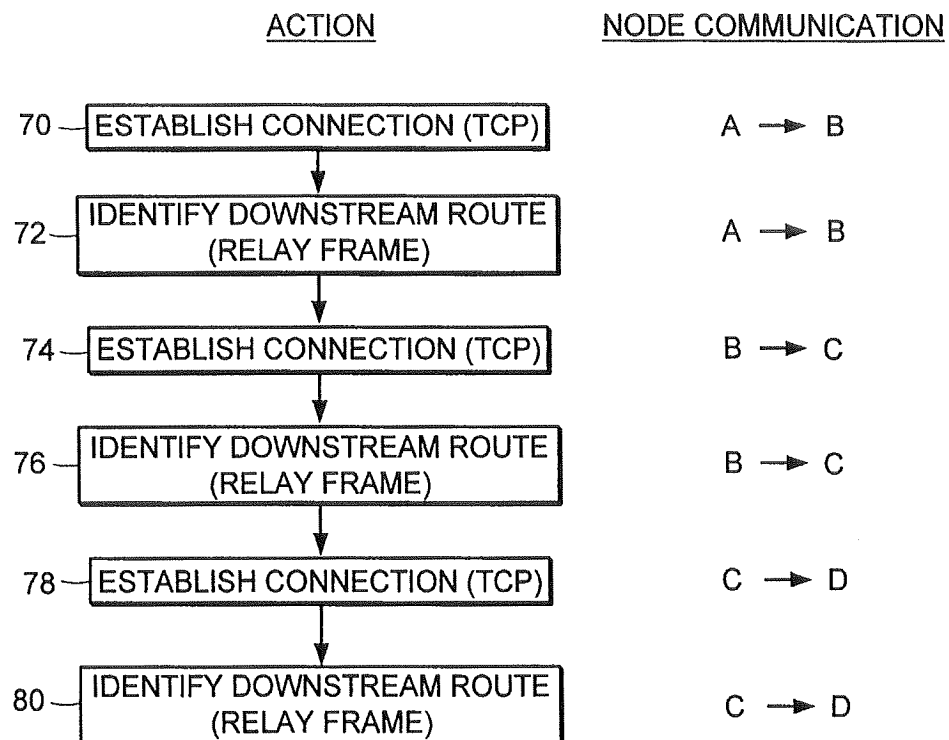 ACTION NODE COMMUNICATION
70 ESTABLISH CONNECTION (TCP) A → B
72 IDENTIFY DOWNSTREAM ROUTE
(RELAY FRAME) A → B
74 ESTABLISH CONNECTION (TCP) B → C
76 IDENTIFY DOWNSTREAM ROUTE
(RELAY FRAME) B → C
78 ESTABLISH CONNECTION (TCP) C → D
80 IDENTIFY DOWNSTREAM ROUTE
(RELAY FRAME) C → D